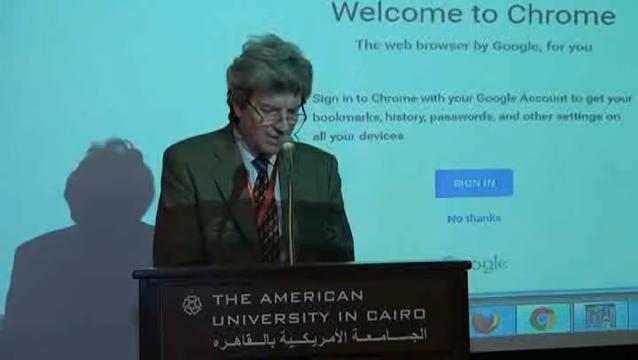 Welcome to Chrome
The web browser by Google, for you
Sign in to Chrome with your Google Account to get your
bookmarks, history, passwords, and other settings on
all your devices
SIGN IN
No thanks
Google
THE AMERICAN
UNIVERSITY IN CAIRO
الجـامعـة الأمريكية بالقاهرة